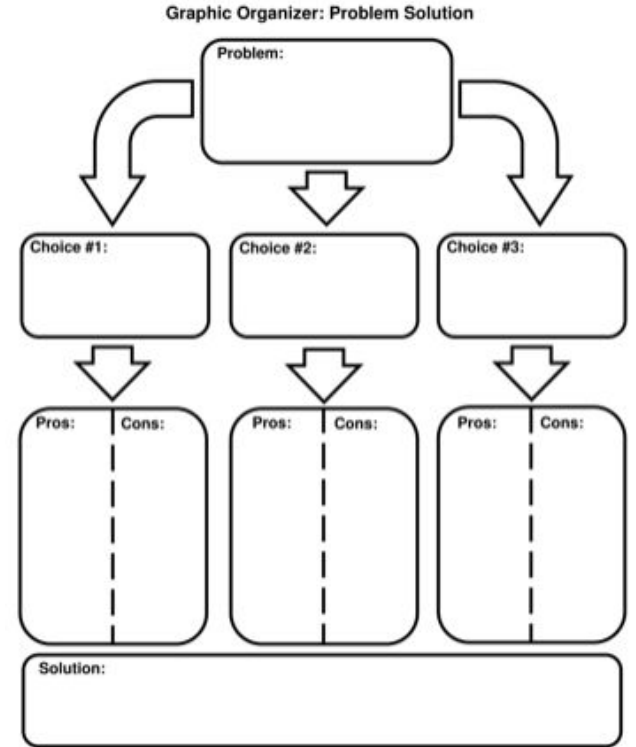 Graphic Organizer: Problem Solution
Problem:
Choice #1:
Choice #2:
Choice #3:
Pros:
Cons:
Pros:
Cons:
Pros:
Cons:
Solution: